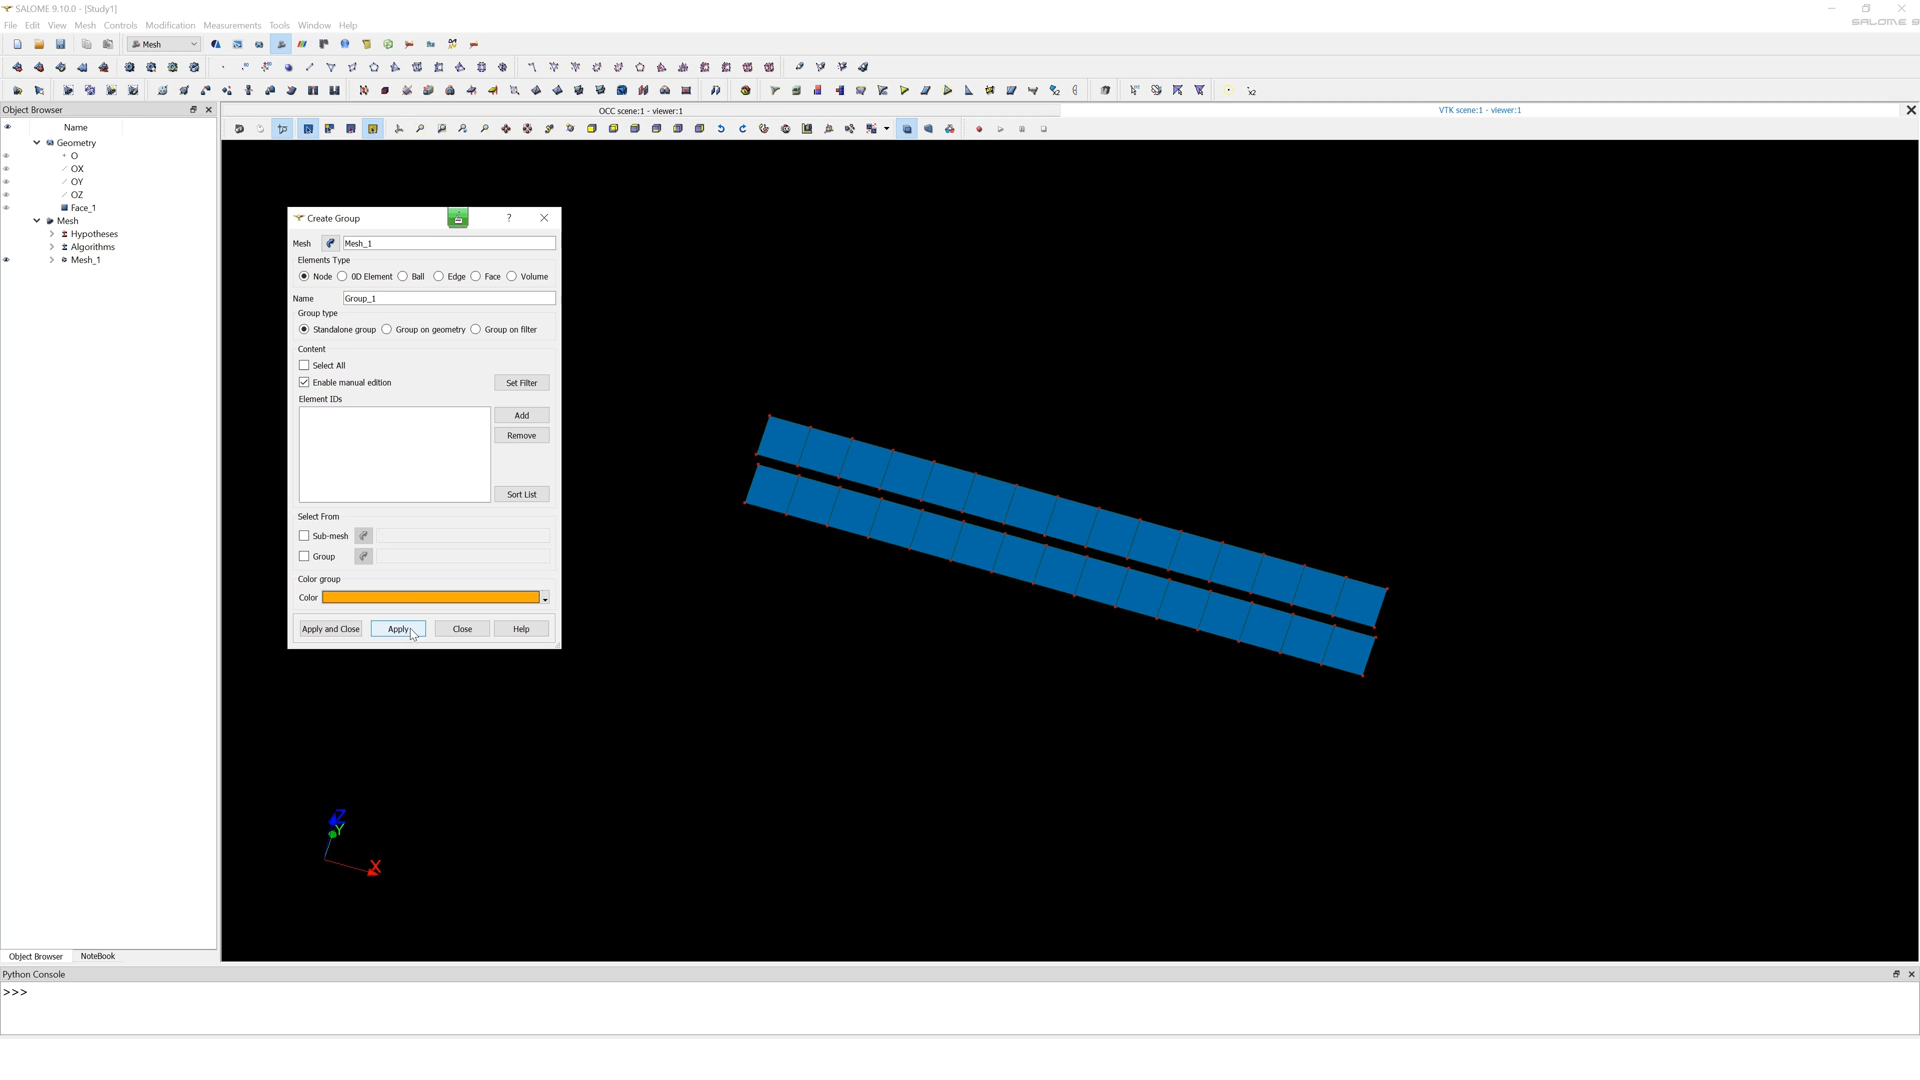 SALOME 9.10.0 - [Study1]
File Edit View Mesh Controls Modification Measurements Tools Window Help
SALOME 9
Mesh
Object Browser
OCC scene:1 - viewer:1
VTK scene:1 - viewer:1
Name
Geometry
O
OX
OY
OZ
Face_1
Mesh
Hypotheses
Algorithms
Mesh_1
Create Group
?
Mesh Mesh_1
Elements Type
Node 0D Element Ball Edge Face Volume
Name Group_1
Group type
Standalone group Group on geometry Group on filter
Content
Select All
Enable manual edition Set Filter
Element IDs
Add
Remove
Sort List
Select From
Sub-mesh
Group
Color group
Color
Apply and Close Apply Close Help
Z
Y
X
Object Browser NoteBook
Python Console
>>>